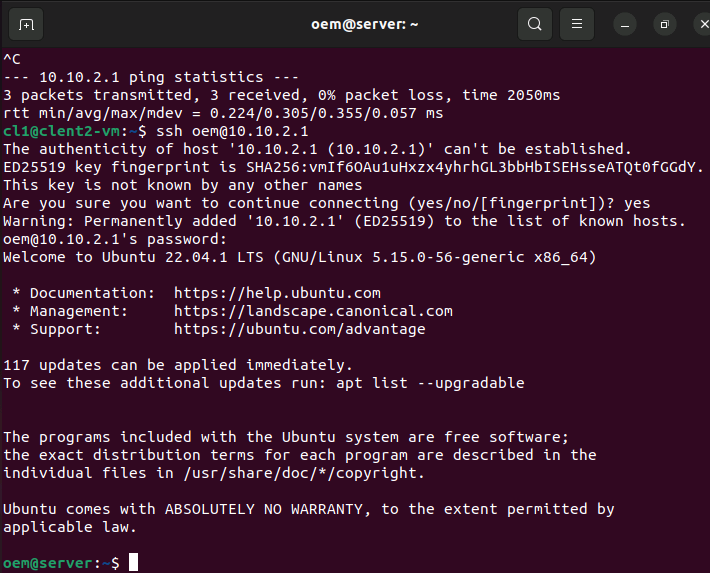 oem@server: ~
^C
--- 10.10.2.1 ping statistics ---
3 packets transmitted, 3 received, 0% packet loss, time 2050ms
rtt min/avg/max/mdev = 0.224/0.305/0.355/0.057 ms
cl1@clent2-vm:~$ ssh oem@10.10.2.1
The authenticity of host '10.10.2.1 (10.10.2.1)' can't be established.
ED25519 key fingerprint is SHA256:vmIf6OAu1uHxzx4yhrhGL3bbHbISEHsseATQt0fGGdY.
This key is not known by any other names
Are you sure you want to continue connecting (yes/no/[fingerprint])? yes
Warning: Permanently added '10.10.2.1' (ED25519) to the list of known hosts.
oem@10.10.2.1's password:
Welcome to Ubuntu 22.04.1 LTS (GNU/Linux 5.15.0-56-generic x86_64)
* Documentation:  https://help.ubuntu.com
* Management:     https://landscape.canonical.com
* Support:        https://ubuntu.com/advantage
117 updates can be applied immediately.
To see these additional updates run: apt list --upgradable
The programs included with the Ubuntu system are free software;
the exact distribution terms for each program are described in the
individual files in /usr/share/doc/*/copyright.
Ubuntu comes with ABSOLUTELY NO WARRANTY, to the extent permitted by
applicable law.
oem@server:~$